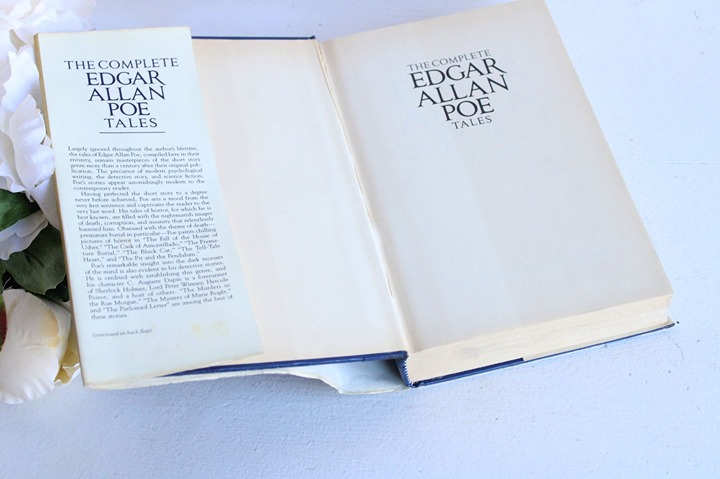 THE COMPLETE
EDGAR
ALLAN
POE
TALES
Largely ignored throughout the author's lifetime,
the tales of Edgar Allan Poe, compiled here in their
entirety, remain masterpieces of the short story
genre more than a century after their original pub-
lication. The precursor of modern psychological
writing, the detective story, and science fiction,
Poe's stories appear astonishingly modern to the
contemporary reader.
Having perfected the short story to a degree
never before achieved, Poe sets a mood from the
very first sentence and captivates the reader to the
very last word. His tales of horror, for which he is
best known, are filled with the nightmarish images
of death, corruption, and insanity that relentlessly
haunted him. Obsessed with the theme of death—
premature burial in particular—Poe paints chilling
pictures of horror in "The Fall of the House of
Usher," "The Cask of Amontillado," "The Prema-
ture Burial," "The Black Cat," "The Tell-Tale
Heart," and "The Pit and the Pendulum."
Poe's remarkable insight into the dark recesses
of the mind is also evident in his detective stories.
He is credited with establishing this genre, and
his character C. Auguste Dupin is a forerunner
of Sherlock Holmes, Lord Peter Wimsey, Hercule
Poirot, and a host of others. "The Murders in
the Rue Morgue," "The Mystery of Marie Rogêt,"
and "The Purloined Letter" are among the best of
these stories.
(continued on back flap)
THE COMPLETE
EDGAR
ALLAN
POE
TALES